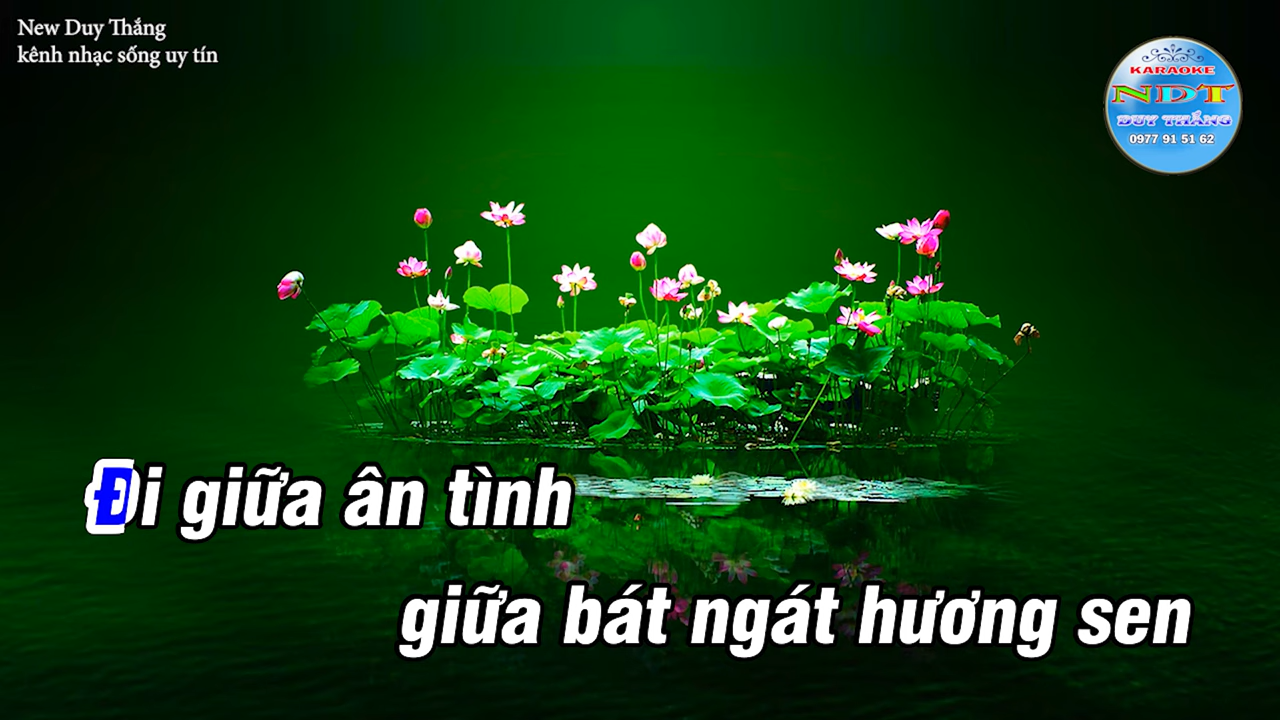 New Duy Thắng
kênh nhạc sống uy tín
KARAOKE
NDT
DUY THẮNG
0977 91 51 62
Đi giữa ân tình
giữa bát ngát hương sen